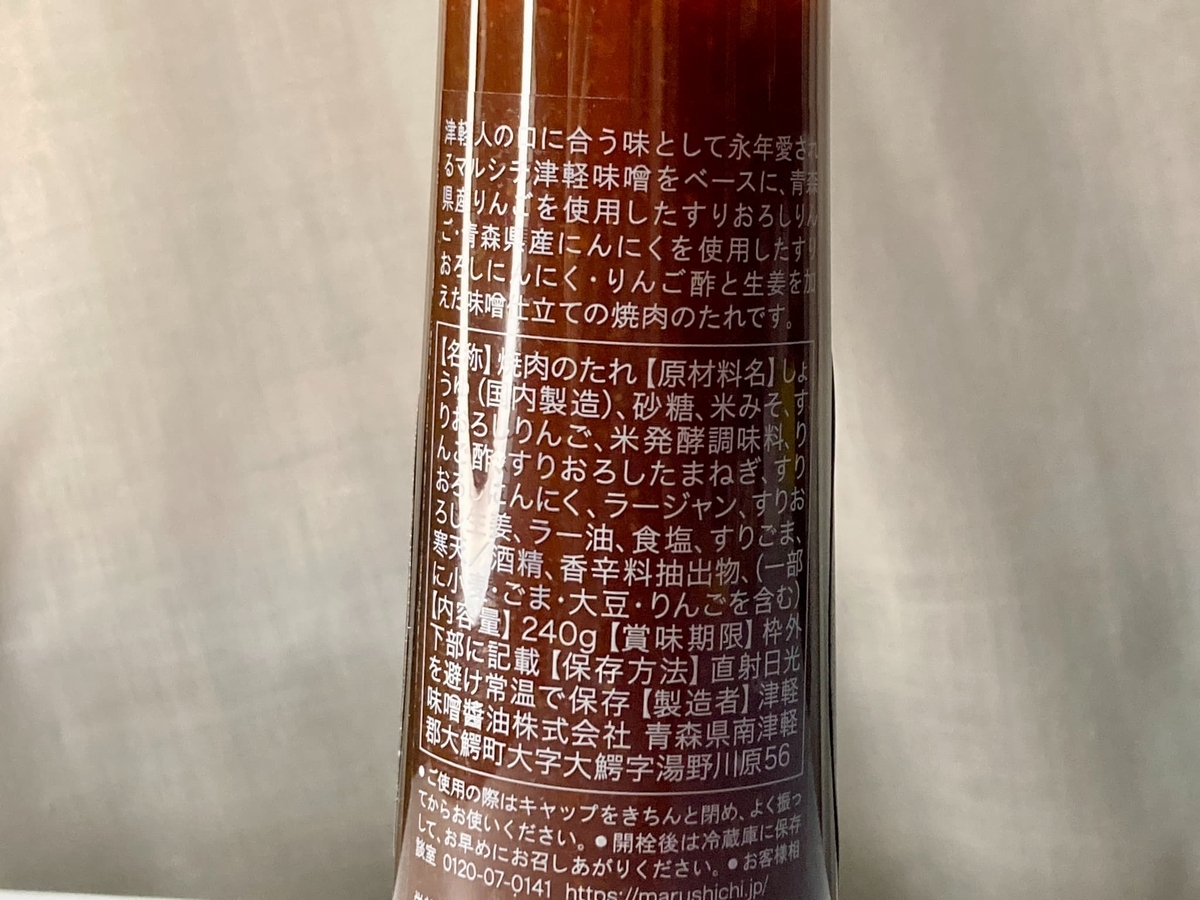 津軽人の口に合う味として永年愛され
るマルシチ津軽味噌をベースに、青森
県産りんごを使用したすりおろしりん
ご・青森県産にんにくを使用したすり
おろしにんにく・りんご酢と生姜を加
えた味噌仕立ての焼肉のたれです。
【名称】焼肉のたれ【原材料名】しょ
うゆ(国内製造)、砂糖、米みそ、す
りおろしりんご、米発酵調味料、り
んご酢、すりおろしたまねぎ、すり
おろしにんにく、ラージャン、すりお
ろし生姜、ラー油、食塩、すりごま、
寒天、酒精、香辛料抽出物、(一部
に小麦・ごま・大豆・りんごを含む)
【内容量】240g【賞味期限】枠外
下部に記載【保存方法】直射日光
を避け常温で保存【製造者】津軽
味噌醬油株式会社 青森県南津軽
郡大鰐町大字大鰐字湯野川原56
●ご使用の際はキャップをきちんと閉め、よく振っ
てからお使いください。●開栓後は冷蔵庫に保存
して、お早めにお召しあがりください。●お客様相
談室 0120-07-0141 https://marushichi.jp/